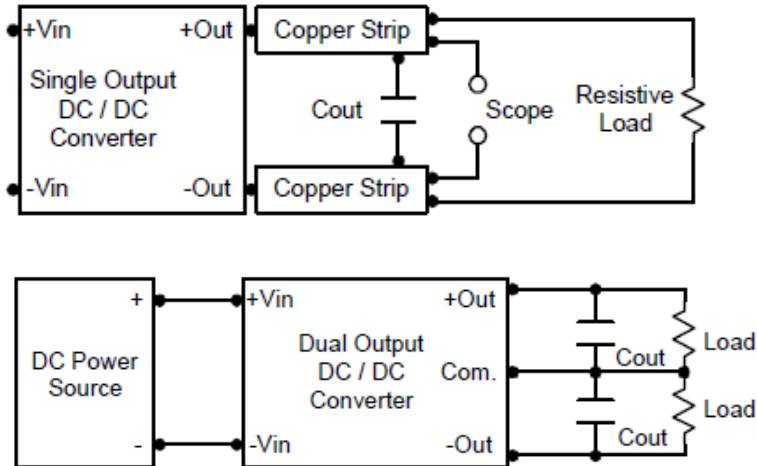 +Vin
+Out
Copper Strip
Single Output
DC / DC
Converter
Cout
Scope
Resistive
Load
-Vin
-Out
Copper Strip
+
+Vin
+Out
DC Power
Source
Dual Output
DC / DC
Converter
Com.
Cout
Load
Load
-
-Vin
-Out
Cout